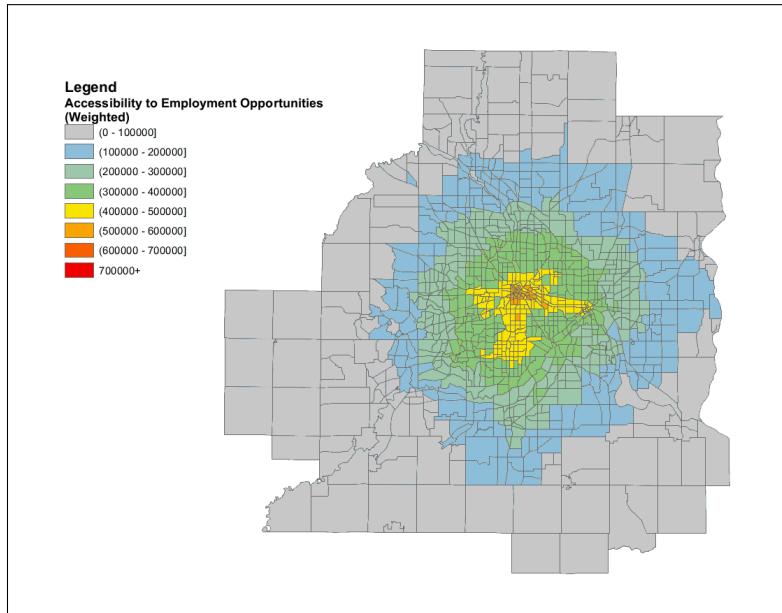 Legend
Accessibility to Employment Opportunities
(Weighted)
(0 - 100000]
(100000 - 200000]
(200000 - 300000]
(300000 - 400000]
(400000 - 500000]
(500000 - 600000]
(600000 - 700000]
700000+